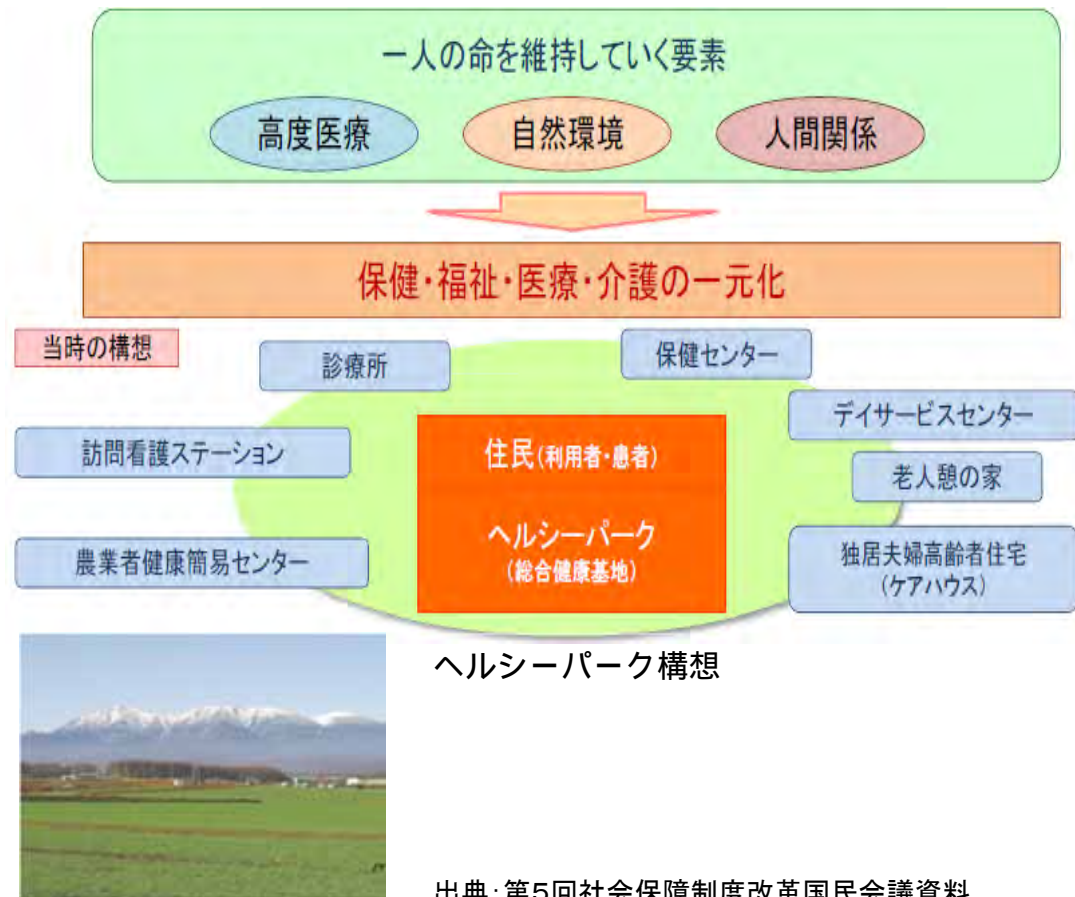 一人の命を維持していく要素
高度医療
自然環境
人間関係
保健・福祉・医療・介護の一元化
当時の構想
診療所
保健センター
訪問看護ステーション
デイサービスセンター
老人憩の家
農業者健康簡易センター
独居夫婦高齢者住宅
(ケアハウス)
住民(利用者・患者)
ヘルシーパーク
(総合健康基地)
ヘルシーパーク構想
出典:第5回社会保障制度改革国民会議資料